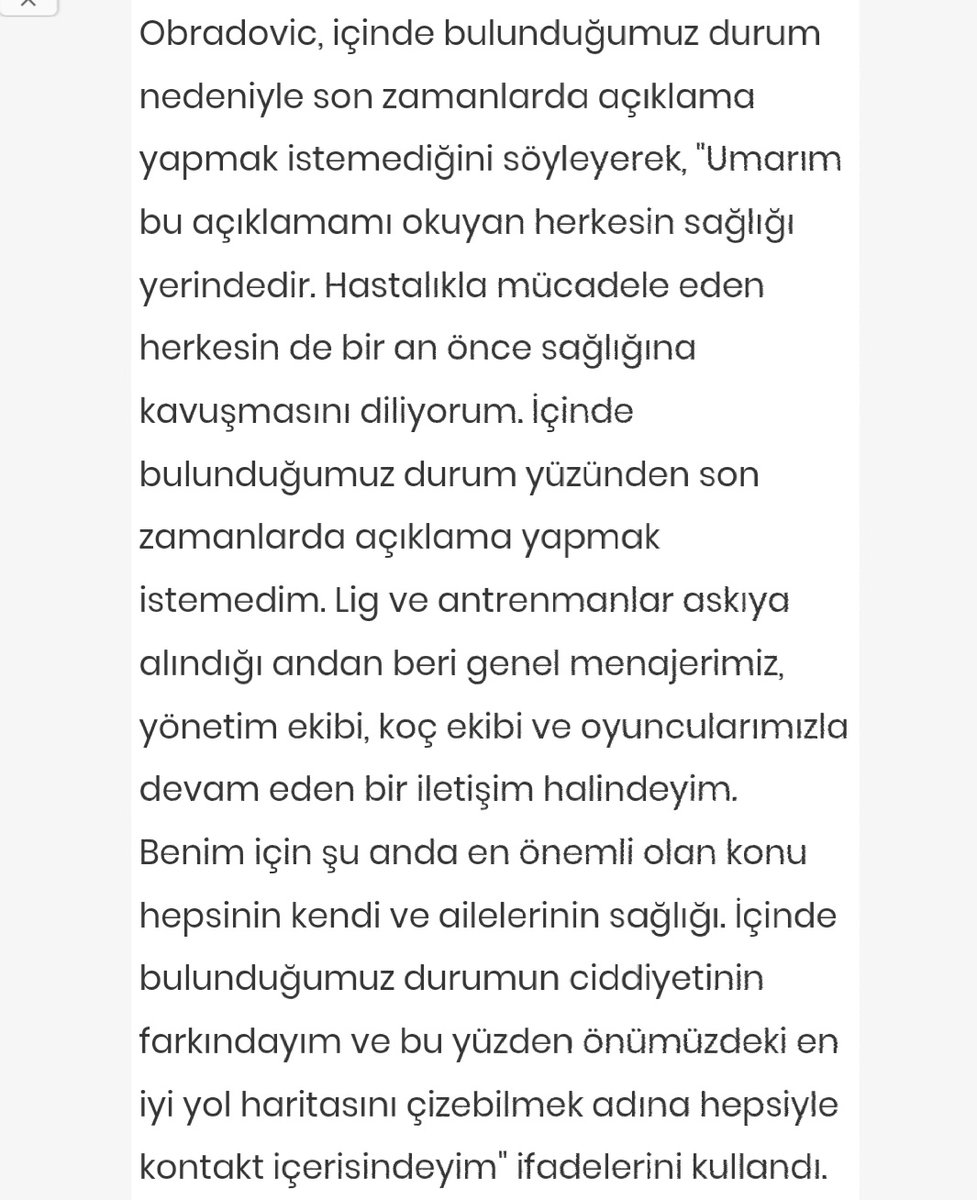 Obradovic, içinde bulunduğumuz durum
nedeniyle son zamanlarda açıklama
yapmak istemediğini söyleyerek, "Umarım
bu açıklamamı okuyan herkesin sağlığı
yerindedir. Hastalıkla mücadele eden
herkesin de bir an önce sağlığına
kavuşmasını diliyorum. İçinde
bulunduğumuz durum yüzünden son
zamanlarda açıklama yapmak
istemedim. Lig ve antrenmanlar askıya
alındığı andan beri genel menajerimiz,
yönetim ekibi, koç ekibi ve oyuncularımızla
devam eden bir iletişim halindeyim.
Benim için şu anda en önemli olan konu
hepsinin kendi ve ailelerinin sağlığı. İçinde
bulunduğumuz durumun ciddiyetinin
farkındayım ve bu yüzden önümüzdeki en
iyi yol haritasını çizebilmek adına hepsiyle
kontakt içerisindeyim" ifadelerini kullandı.